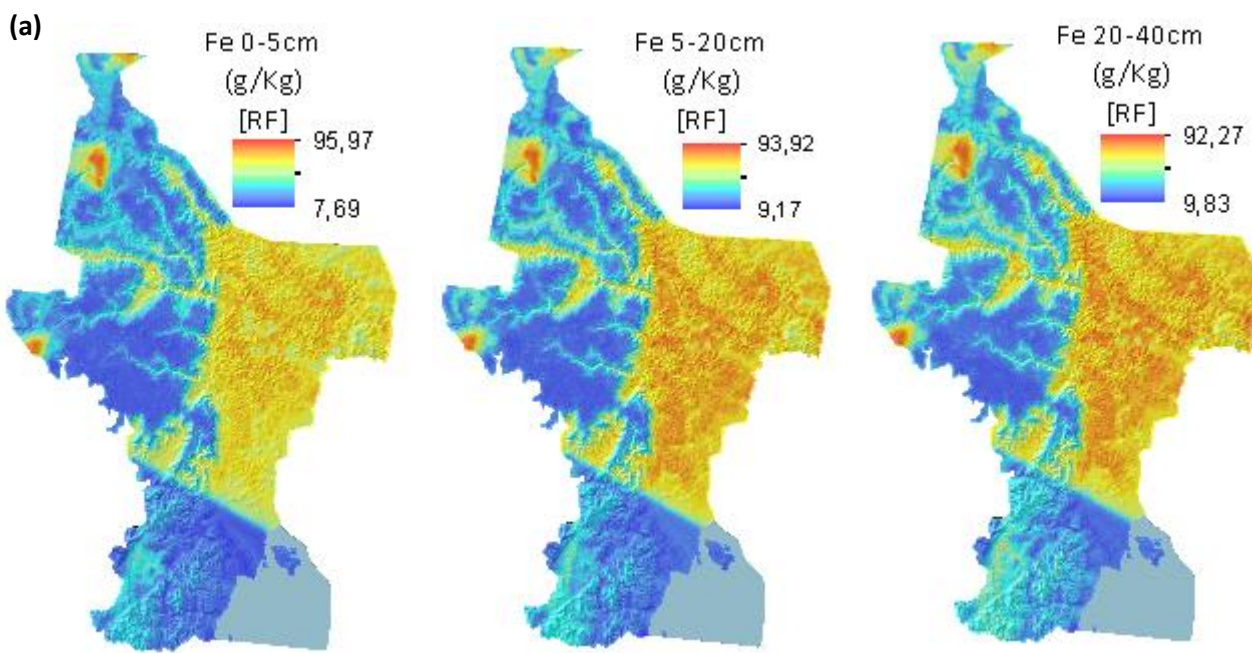 (a)
Fe 0-5cm
(g/Kg)
[RF]
95,97
7,69
Fe 5-20cm
(g/Kg)
[RF]
93,92
9,17
Fe 20-40cm
(g/Kg)
[RF]
92,27
9,83